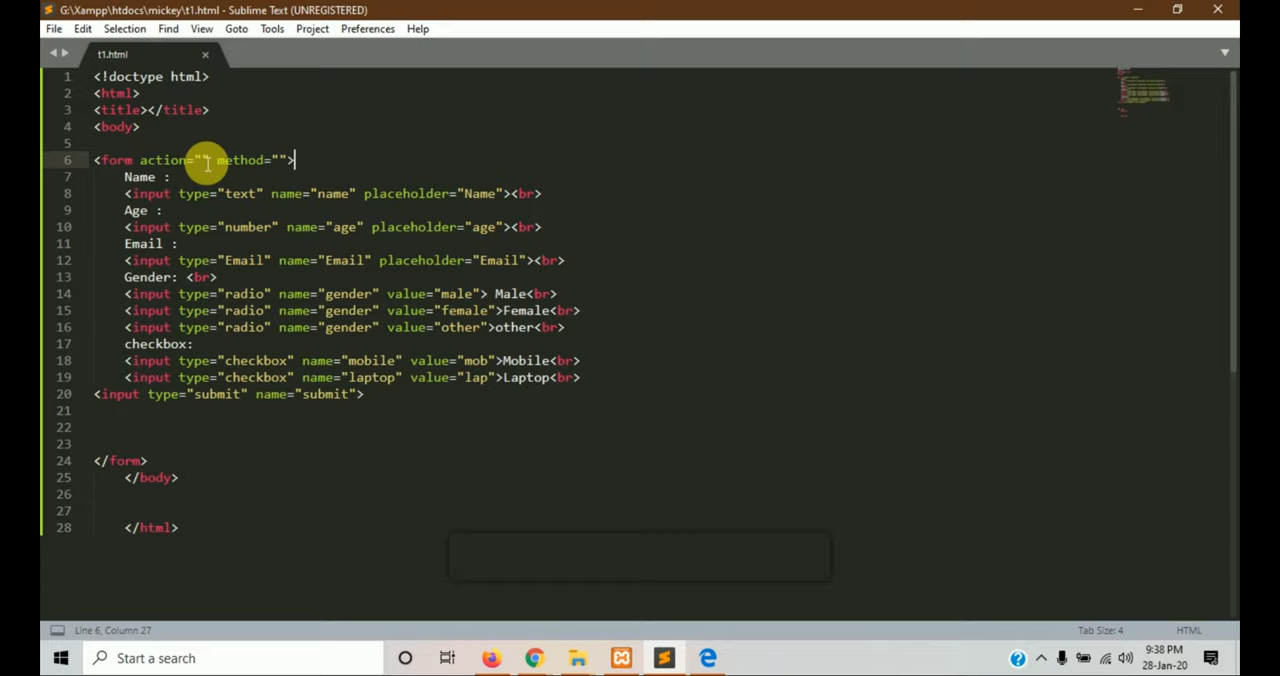 G:\Xampp\htdocs\mickey\t1.html - Sublime Text (UNREGISTERED)
File Edit Selection Find View Goto Tools Project Preferences Help
t1.html
1 <!doctype html>
2 <html>
3 <title></title>
4 <body>
5
6 <form action="" method="">
7 Name :
8 <input type="text" name="name" placeholder="Name"><br>
9 Age :
10 <input type="number" name="age" placeholder="age"><br>
11 Email :
12 <input type="Email" name="Email" placeholder="Email"><br>
13 Gender: <br>
14 <input type="radio" name="gender" value="male"> Male<br>
15 <input type="radio" name="gender" value="female">Female<br>
16 <input type="radio" name="gender" value="other">other<br>
17 checkbox:
18 <input type="checkbox" name="mobile" value="mob">Mobile<br>
19 <input type="checkbox" name="laptop" value="lap">Laptop<br>
20 <input type="submit" name="submit">
21
22
23
24 </form>
25 </body>
26
27
28 </html>
Line 6, Column 27 Tab Size: 4 HTML
Start a search
9:38 PM
28-Jan-20